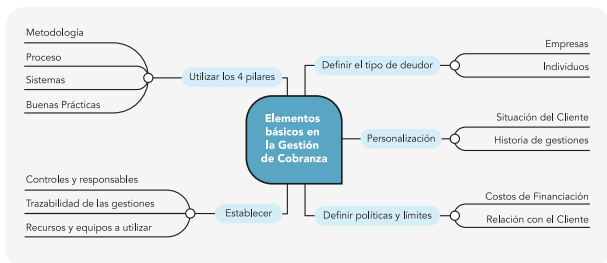 Elementos
básicos en
la Gestión
de Cobranza
Utilizar los 4 pilares
Metodología
Proceso
Sistemas
Buenas Prácticas
Establecer
Controles y responsables
Trazabilidad de las gestiones
Recursos y equipos a utilizar
Definir el tipo de deudor
Empresas
Individuos
Personalización
Situación del Cliente
Historia de gestiones
Definir políticas y límites
Costos de Financiación
Relación con el Cliente